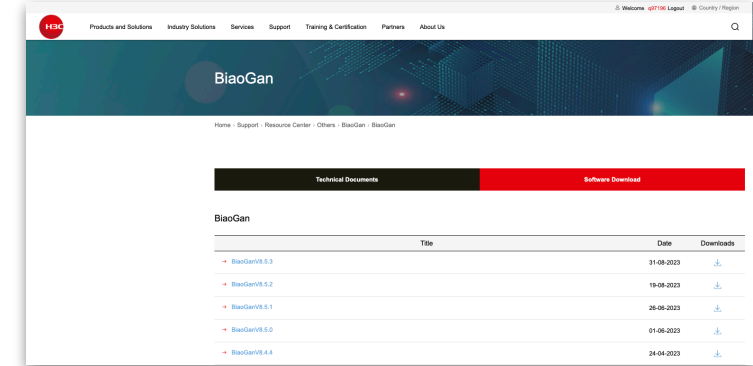 Welcome q97196 Logout Country / Region
H3C Products and Solutions Industry Solutions Services Support Training & Certification Partners About Us
BiaoGan
Home › Support › Resource Center › Others › BiaoGan › BiaoGan
Technical Documents Software Download
BiaoGan
Title Date Downloads
BiaoGanV8.5.3 31-08-2023
BiaoGanV8.5.2 19-08-2023
BiaoGanV8.5.1 26-06-2023
BiaoGanV8.5.0 01-06-2023
BiaoGanV8.4.4 24-04-2023